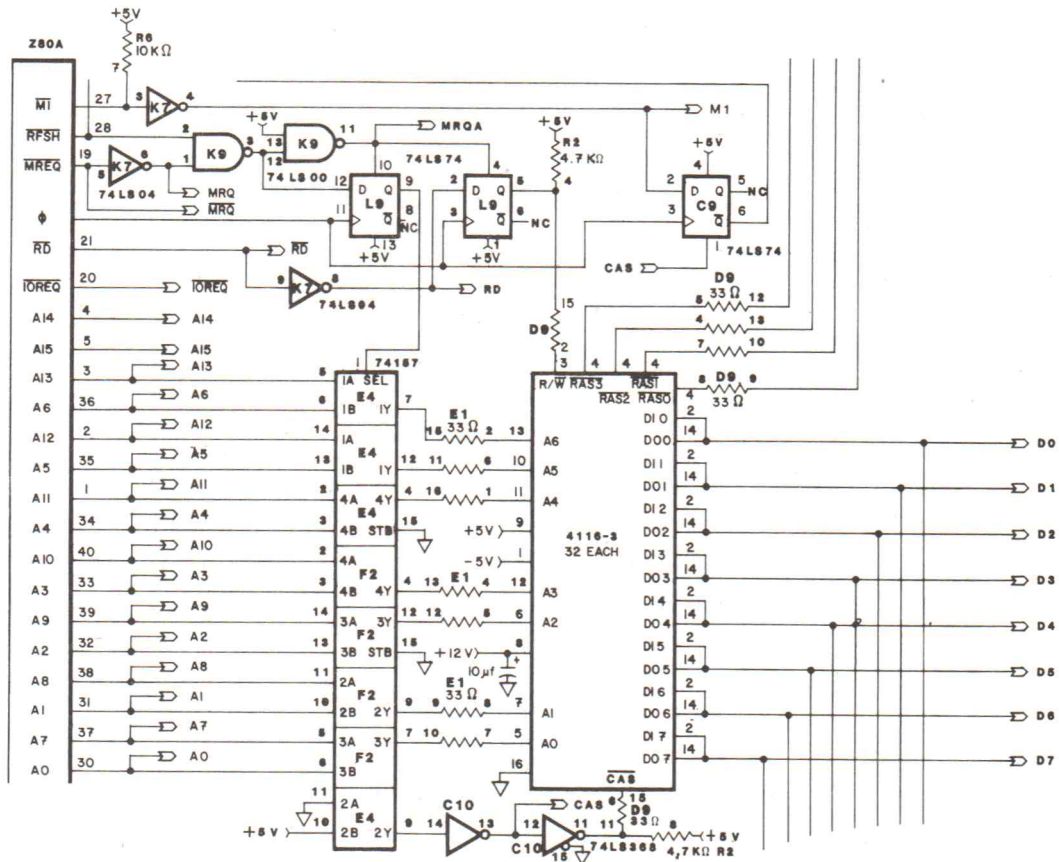 +5V
R6
10KΩ
7
Z80A
M1 27 3 K7 4 M1
RFSH 28 2 K9 3 +5V 13 12 K9 11 MRQA
MREQ 19 5 K7 6 1
74LS04
74LS00
74LS74
MRQ
MRQ
10
12 D Q 9
L9
11 Q 8
NC
13
+5V
4
2 D Q 5
L9
3 Q 6 NC
1
+5V
+5V
R2
4.7KΩ
4
+5V
4
2 D Q 5 NC
C9
3 Q 6
1 74LS74
CAS
ϕ
RD 21 RD
9 K7 8 RD
74LS04
IOREQ 20 IOREQ
A14 4 A14
A15 5 A15
A13 3 A13
A6 36 A6
A12 2 A12
A5 35 A5
A11 1 A11
A4 34 A4
A10 40 A10
A3 33 A3
A9 39 A9
A2 32 A2
A8 38 A8
A1 31 A1
A7 37 A7
A0 30 A0
1 74157
5 1A SEL
E4
6 1B 1Y 7
14 1A
E4
13 1B 1Y 12
2 4A 4Y 4
E4
3 4B STB 15
2 4A
F2
3 4B 4Y 4
14 3A 3Y 12
F2
13 3B STB 15
11 2A
F2
10 2B 2Y 9
5 3A 3Y 7
F2
6 3B
11 2A
E4
+5V 10 2B 2Y 9
E1
33Ω
15 2
11 6
16 1
13 E1 4
12 5
E1
33Ω
9 8
10 7
15
D9
2
D9
5 33Ω 12
4 13
7 10
8 9
D9
33Ω
3 4 4 4
R/W RAS3 RAS1
RAS2 RAS0 4
13 A6
10 A5
11 A4
+5V 9
-5V 1
12 A3
6 A2
+12V 8
10µf +
7 A1
5 A0
16
4116-3
32 EACH
DI0 2
DO0 14 D0
DI1 2
DO1 14 D1
DI2 2
DO2 14 D2
DI3 2
DO3 14 D3
DI4 2
DO4 14 D4
DI5 2
DO5 14 D5
DI6 2
DO6 14 D6
DI7 2
DO7 14 D7
CAS
15
6 D9
33Ω
C10
14 13
CAS
12 11 11
C10 15 74LS368
8 +5V
4,7KΩ R2